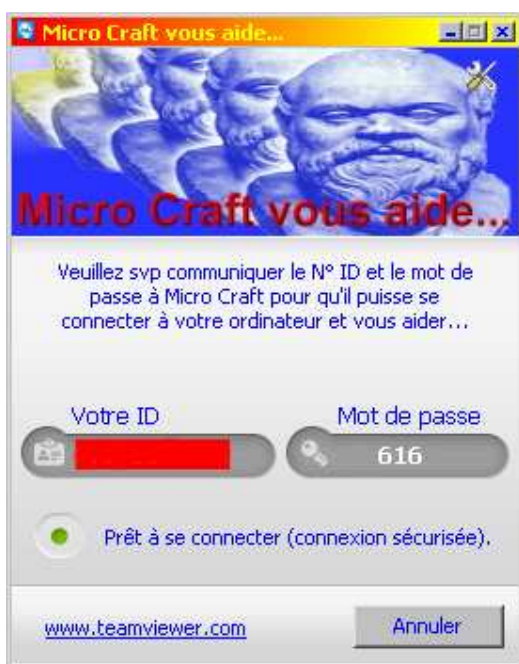 Micro Craft vous aide...
Micro Craft vous aide...
Veuillez svp communiquer le N° ID et le mot de
passe à Micro Craft pour qu'il puisse se
connecter à votre ordinateur et vous aider...
Votre ID Mot de passe
616
Prêt à se connecter (connexion sécurisée).
www.teamviewer.com Annuler